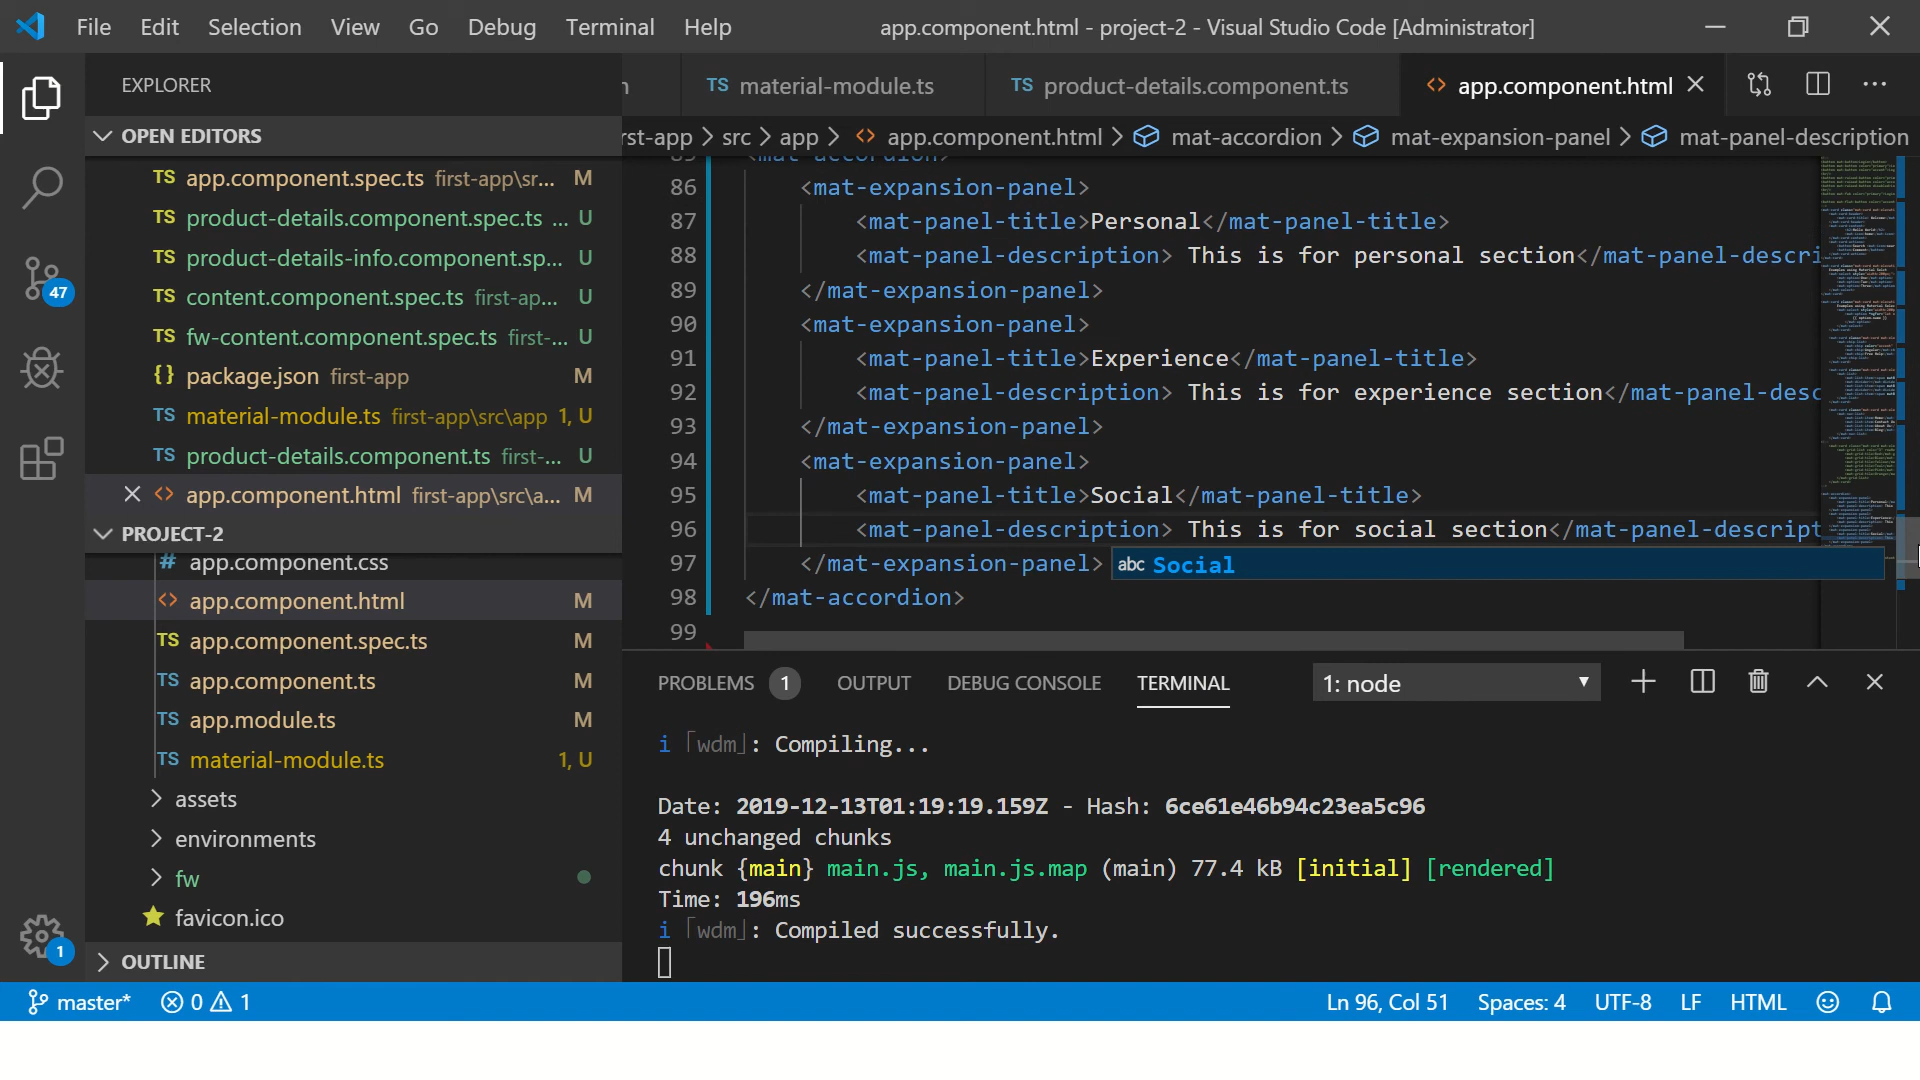 File Edit Selection View Go Debug Terminal Help app.component.html - project-2 - Visual Studio Code [Administrator]
EXPLORER
TS material-module.ts TS product-details.component.ts <> app.component.html
OPEN EDITORS
rst-app > src > app > <> app.component.html > mat-accordion > mat-expansion-panel > mat-panel-description
TS app.component.spec.ts first-app\sr... M
TS product-details.component.spec.ts ... U
TS product-details-info.component.sp... U
TS content.component.spec.ts first-ap... U
TS fw-content.component.spec.ts first-... U
{} package.json first-app M
TS material-module.ts first-app\src\app 1, U
TS product-details.component.ts first-... U
<> app.component.html first-app\src\a... M
PROJECT-2
# app.component.css
<> app.component.html M
TS app.component.spec.ts M
TS app.component.ts M
TS app.module.ts M
TS material-module.ts 1, U
> assets
> environments
> fw
favicon.ico
> OUTLINE
47
1
85 <mat-accordion>
86 <mat-expansion-panel>
87 <mat-panel-title>Personal</mat-panel-title>
88 <mat-panel-description> This is for personal section</mat-panel-descri
89 </mat-expansion-panel>
90 <mat-expansion-panel>
91 <mat-panel-title>Experience</mat-panel-title>
92 <mat-panel-description> This is for experience section</mat-panel-desc
93 </mat-expansion-panel>
94 <mat-expansion-panel>
95 <mat-panel-title>Social</mat-panel-title>
96 <mat-panel-description> This is for social section</mat-panel-descript
97 </mat-expansion-panel> abc Social
98 </mat-accordion>
99
PROBLEMS 1 OUTPUT DEBUG CONSOLE TERMINAL 1: node
i ｢wdm｣: Compiling...
Date: 2019-12-13T01:19:19.159Z - Hash: 6ce61e46b94c23ea5c96
4 unchanged chunks
chunk {main} main.js, main.js.map (main) 77.4 kB [initial] [rendered]
Time: 196ms
i ｢wdm｣: Compiled successfully.
master* 0 1 Ln 96, Col 51 Spaces: 4 UTF-8 LF HTML